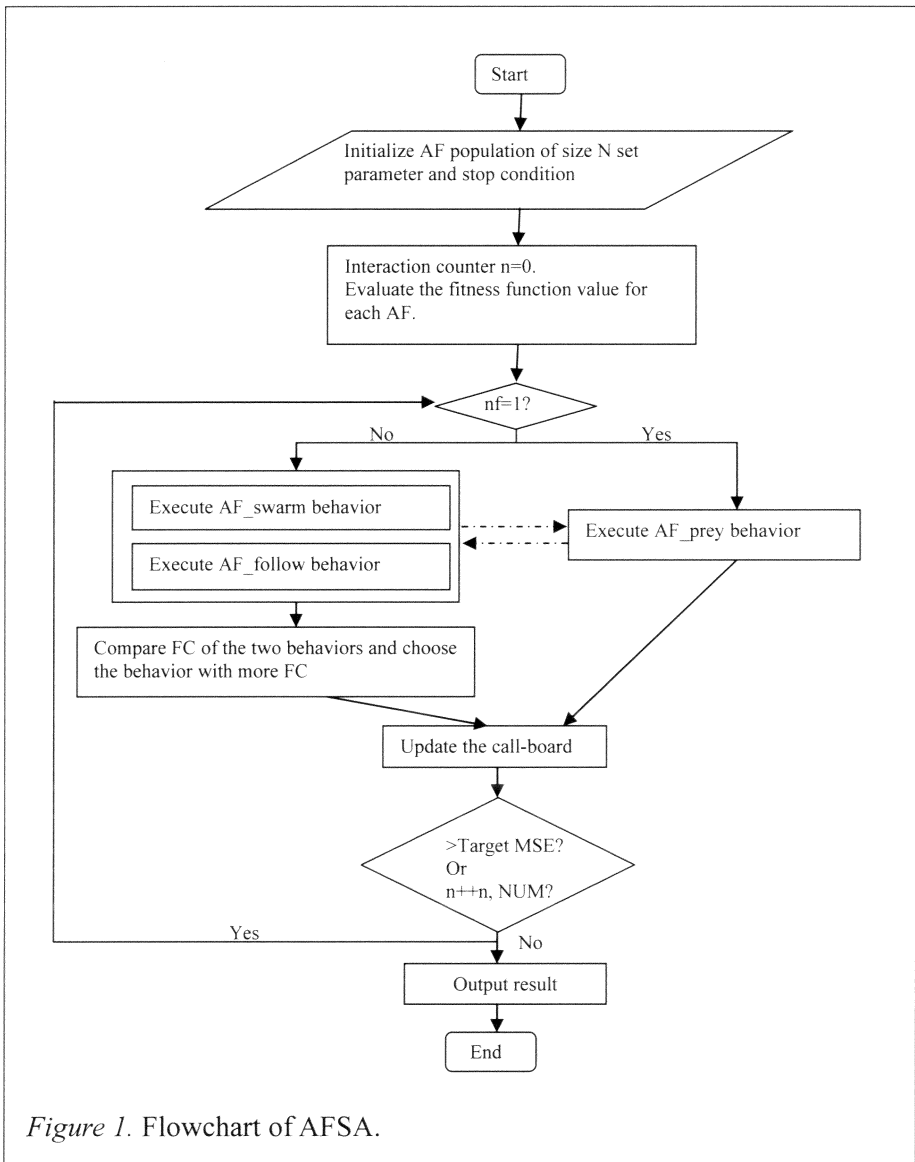 Start
Initialize AF population of size N set
parameter and stop condition
Interaction counter n=0.
Evaluate the fitness function value for
each AF.
nf=1?
No
Yes
Execute AF_swarm behavior
Execute AF_follow behavior
Execute AF_prey behavior
Compare FC of the two behaviors and choose
the behavior with more FC
Update the call-board
>Target MSE?
Or
n++n, NUM?
Yes
No
Output result
End
Figure 1. Flowchart of AFSA.